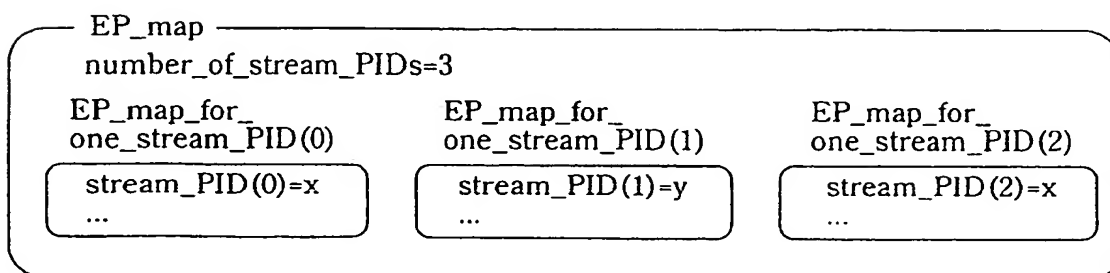 EP_map
number_of_stream_PIDs=3
EP_map_for_
one_stream_PID(0)
stream_PID(0)=x
...
EP_map_for_
one_stream_PID(1)
stream_PID(1)=y
...
EP_map_for_
one_stream_PID(2)
stream_PID(2)=x
...